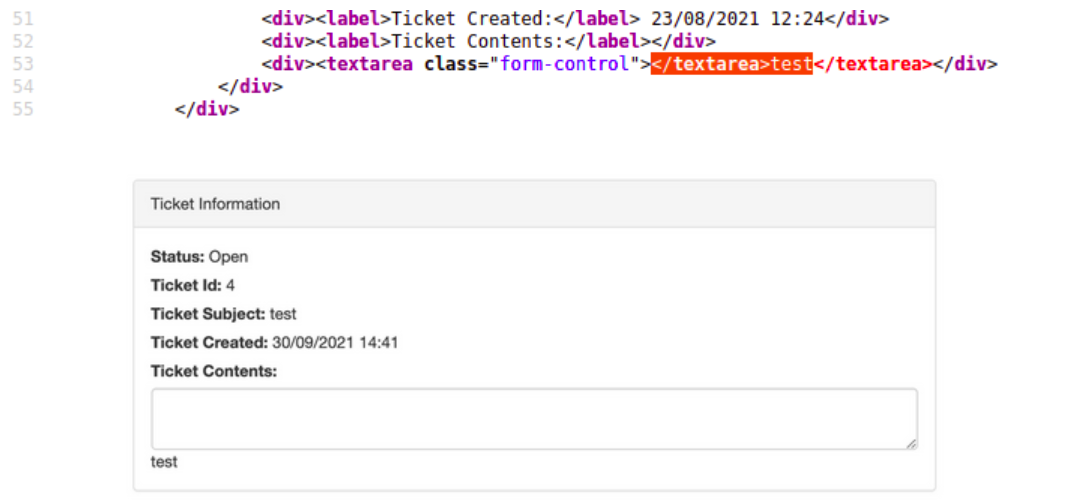 51 <div><label>Ticket Created:</label> 23/08/2021 12:24</div>
52 <div><label>Ticket Contents:</label></div>
53 <div><textarea class="form-control"></textarea>test</textarea></div>
54 </div>
55 </div>
Ticket Information
Status: Open
Ticket Id: 4
Ticket Subject: test
Ticket Created: 30/09/2021 14:41
Ticket Contents:
test